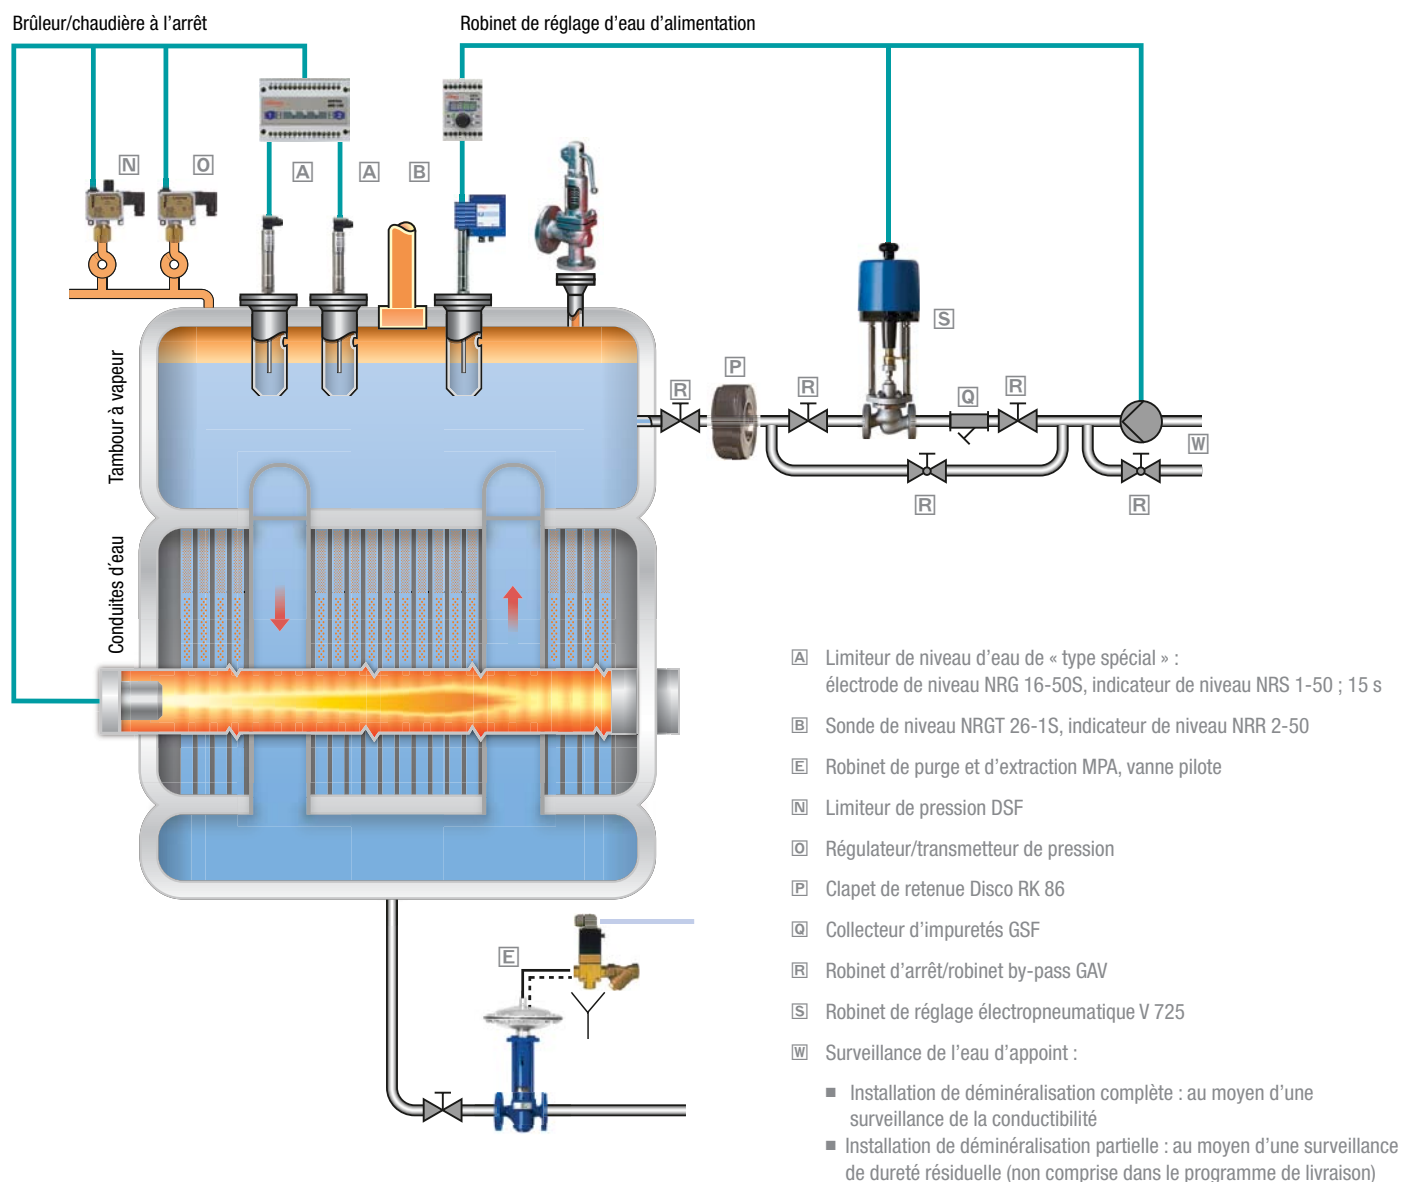 Brûleur/chaudière à l’arrêt
Robinet de réglage d’eau d’alimentation
N
O
A
A
B
S
P
R
R
Q
R
W
R
R
Tambour à vapeur
Conduites d´eau
E
A Limiteur de niveau d’eau de « type spécial » :
électrode de niveau NRG 16-50S, indicateur de niveau NRS 1-50 ; 15 s
B Sonde de niveau NRGT 26-1S, indicateur de niveau NRR 2-50
E Robinet de purge et d’extraction MPA, vanne pilote
N Limiteur de pression DSF
O Régulateur/transmetteur de pression
P Clapet de retenue Disco RK 86
Q Collecteur d’impuretés GSF
R Robinet d’arrêt/robinet by-pass GAV
S Robinet de réglage électropneumatique V 725
W Surveillance de l’eau d’appoint :
■ Installation de déminéralisation complète : au moyen d’une
surveillance de la conductibilité
■ Installation de déminéralisation partielle : au moyen d’une surveillance
de dureté résiduelle (non comprise dans le programme de livraison)